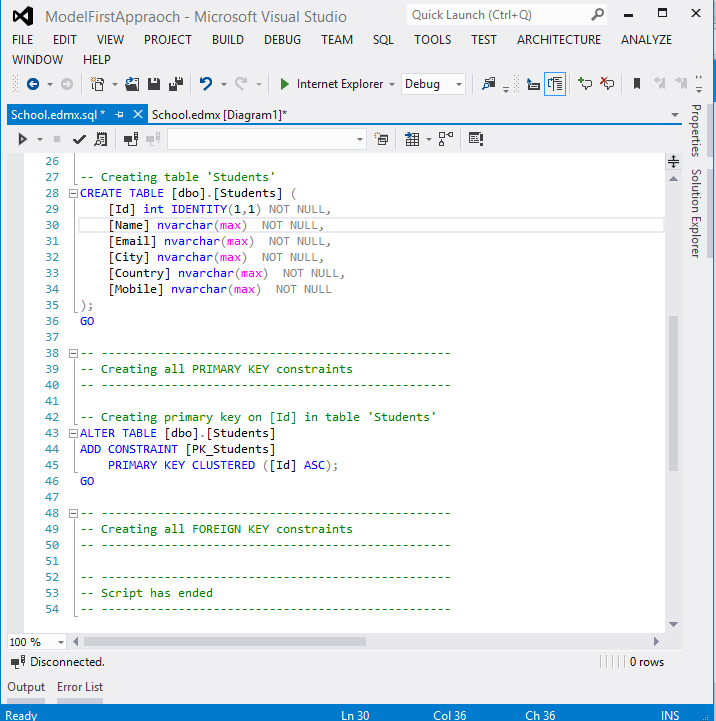 ModelFirstAppraoch - Microsoft Visual Studio
Quick Launch (Ctrl+Q)
FILE EDIT VIEW PROJECT BUILD DEBUG TEAM SQL TOOLS TEST ARCHITECTURE ANALYZE
WINDOW HELP
Internet Explorer Debug
School.edmx.sql * School.edmx [Diagram1]*
Properties
Solution Explorer
26
27 -- Creating table 'Students'
28 CREATE TABLE [dbo].[Students] (
29 [Id] int IDENTITY(1,1) NOT NULL,
30 [Name] nvarchar(max)  NOT NULL,
31 [Email] nvarchar(max)  NOT NULL,
32 [City] nvarchar(max)  NOT NULL,
33 [Country] nvarchar(max)  NOT NULL,
34 [Mobile] nvarchar(max)  NOT NULL
35 );
36 GO
37
38 -- --------------------------------------------------
39 -- Creating all PRIMARY KEY constraints
40 -- --------------------------------------------------
41
42 -- Creating primary key on [Id] in table 'Students'
43 ALTER TABLE [dbo].[Students]
44 ADD CONSTRAINT [PK_Students]
45 PRIMARY KEY CLUSTERED ([Id] ASC);
46 GO
47
48 -- --------------------------------------------------
49 -- Creating all FOREIGN KEY constraints
50 -- --------------------------------------------------
51
52 -- --------------------------------------------------
53 -- Script has ended
54 -- --------------------------------------------------
100 %
Disconnected. 0 rows
Output Error List
Ready Ln 30 Col 36 Ch 36 INS